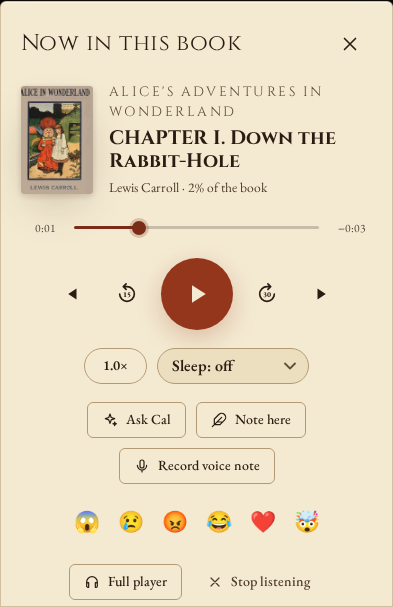 Now in this book
ALICE IN WONDERLAND
LEWIS CARROLL
ALICE'S ADVENTURES IN
WONDERLAND
CHAPTER I. Down the
Rabbit-Hole
Lewis Carroll · 2% of the book
0:01
−0:03
15
30
1.0×
Sleep: off
Ask Cal
Note here
Record voice note
Full player
Stop listening